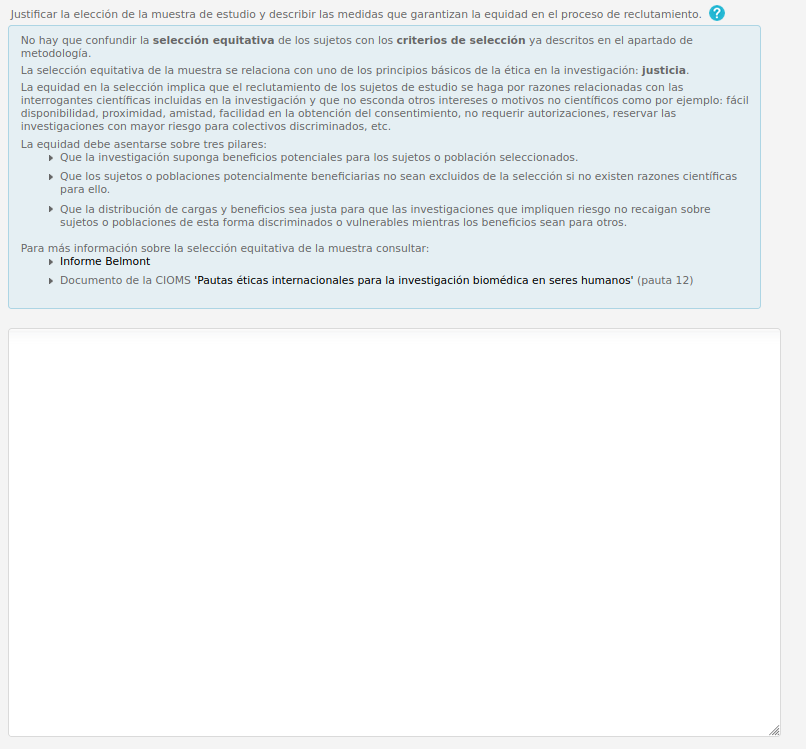 Justificar la elección de la muestra de estudio y describir las medidas que garantizan la equidad en el proceso de reclutamiento. ?
No hay que confundir la selección equitativa de los sujetos con los criterios de selección ya descritos en el apartado de
metodología.
La selección equitativa de la muestra se relaciona con uno de los principios básicos de la ética en la investigación: justicia.
La equidad en la selección implica que el reclutamiento de los sujetos de estudio se haga por razones relacionadas con las
interrogantes científicas incluidas en la investigación y que no esconda otros intereses o motivos no científicos como por ejemplo: fácil
disponibilidad, proximidad, amistad, facilidad en la obtención del consentimiento, no requerir autorizaciones, reservar las
investigaciones con mayor riesgo para colectivos discriminados, etc.
La equidad debe asentarse sobre tres pilares:
Que la investigación suponga beneficios potenciales para los sujetos o población seleccionados.
Que los sujetos o poblaciones potencialmente beneficiarias no sean excluidos de la selección si no existen razones científicas
para ello.
Que la distribución de cargas y beneficios sea justa para que las investigaciones que impliquen riesgo no recaigan sobre
sujetos o poblaciones de esta forma discriminados o vulnerables mientras los beneficios sean para otros.
Para más información sobre la selección equitativa de la muestra consultar:
Informe Belmont
Documento de la CIOMS 'Pautas éticas internacionales para la investigación biomédica en seres humanos' (pauta 12)